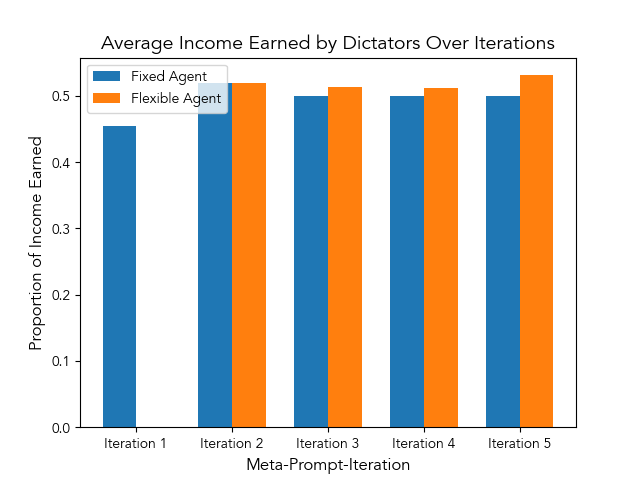 Average Income Earned by Dictators Over Iterations
Fixed Agent
Flexible Agent
Proportion of Income Earned
0.5
0.4
0.3
0.2
0.1
0.0
Iteration 1 Iteration 2 Iteration 3 Iteration 4 Iteration 5
Meta-Prompt-Iteration